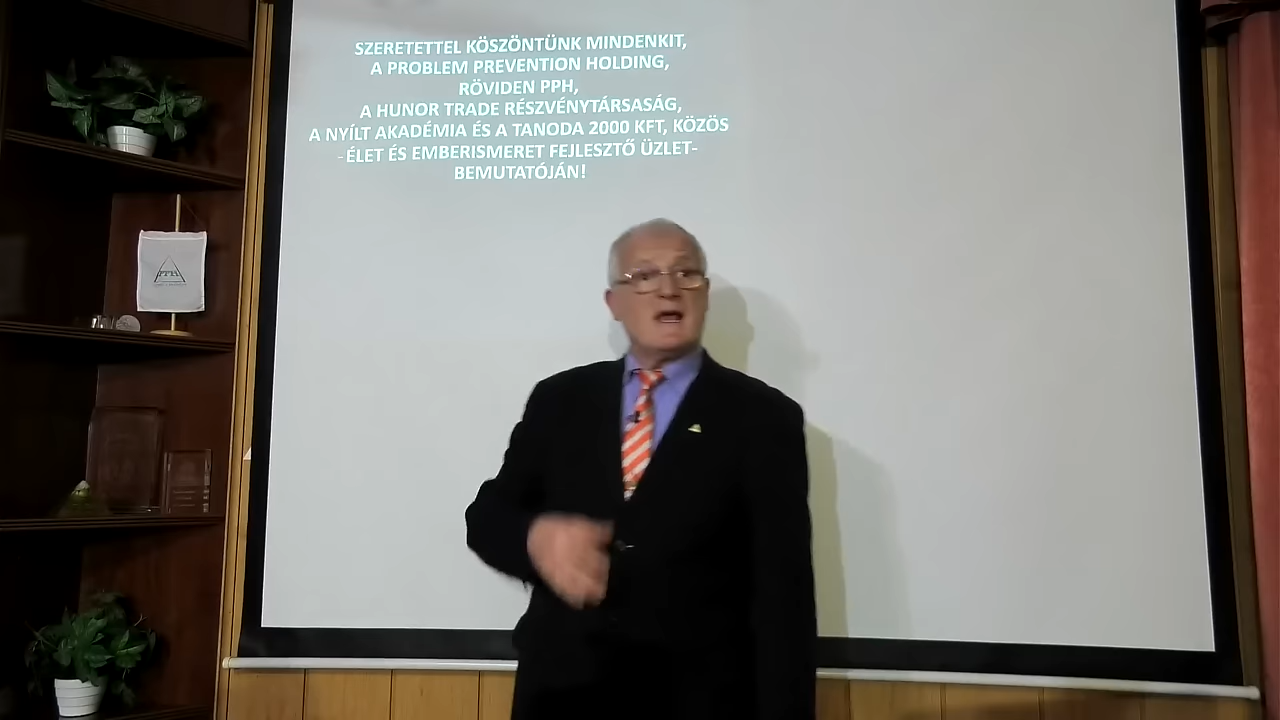 SZERETETTEL KÖSZÖNTÜNK MINDENKIT,
A PROBLEM PREVENTION HOLDING,
RÖVIDEN PPH,
A HUNOR TRADE RÉSZVÉNYTÁRSASÁG,
A NYÍLT AKADÉMIA ÉS A TANODA 2000 KFT, KÖZÖS
-ÉLET ÉS EMBERISMERET FEJLESZTŐ ÜZLET-
BEMUTATÓJÁN!
PPH